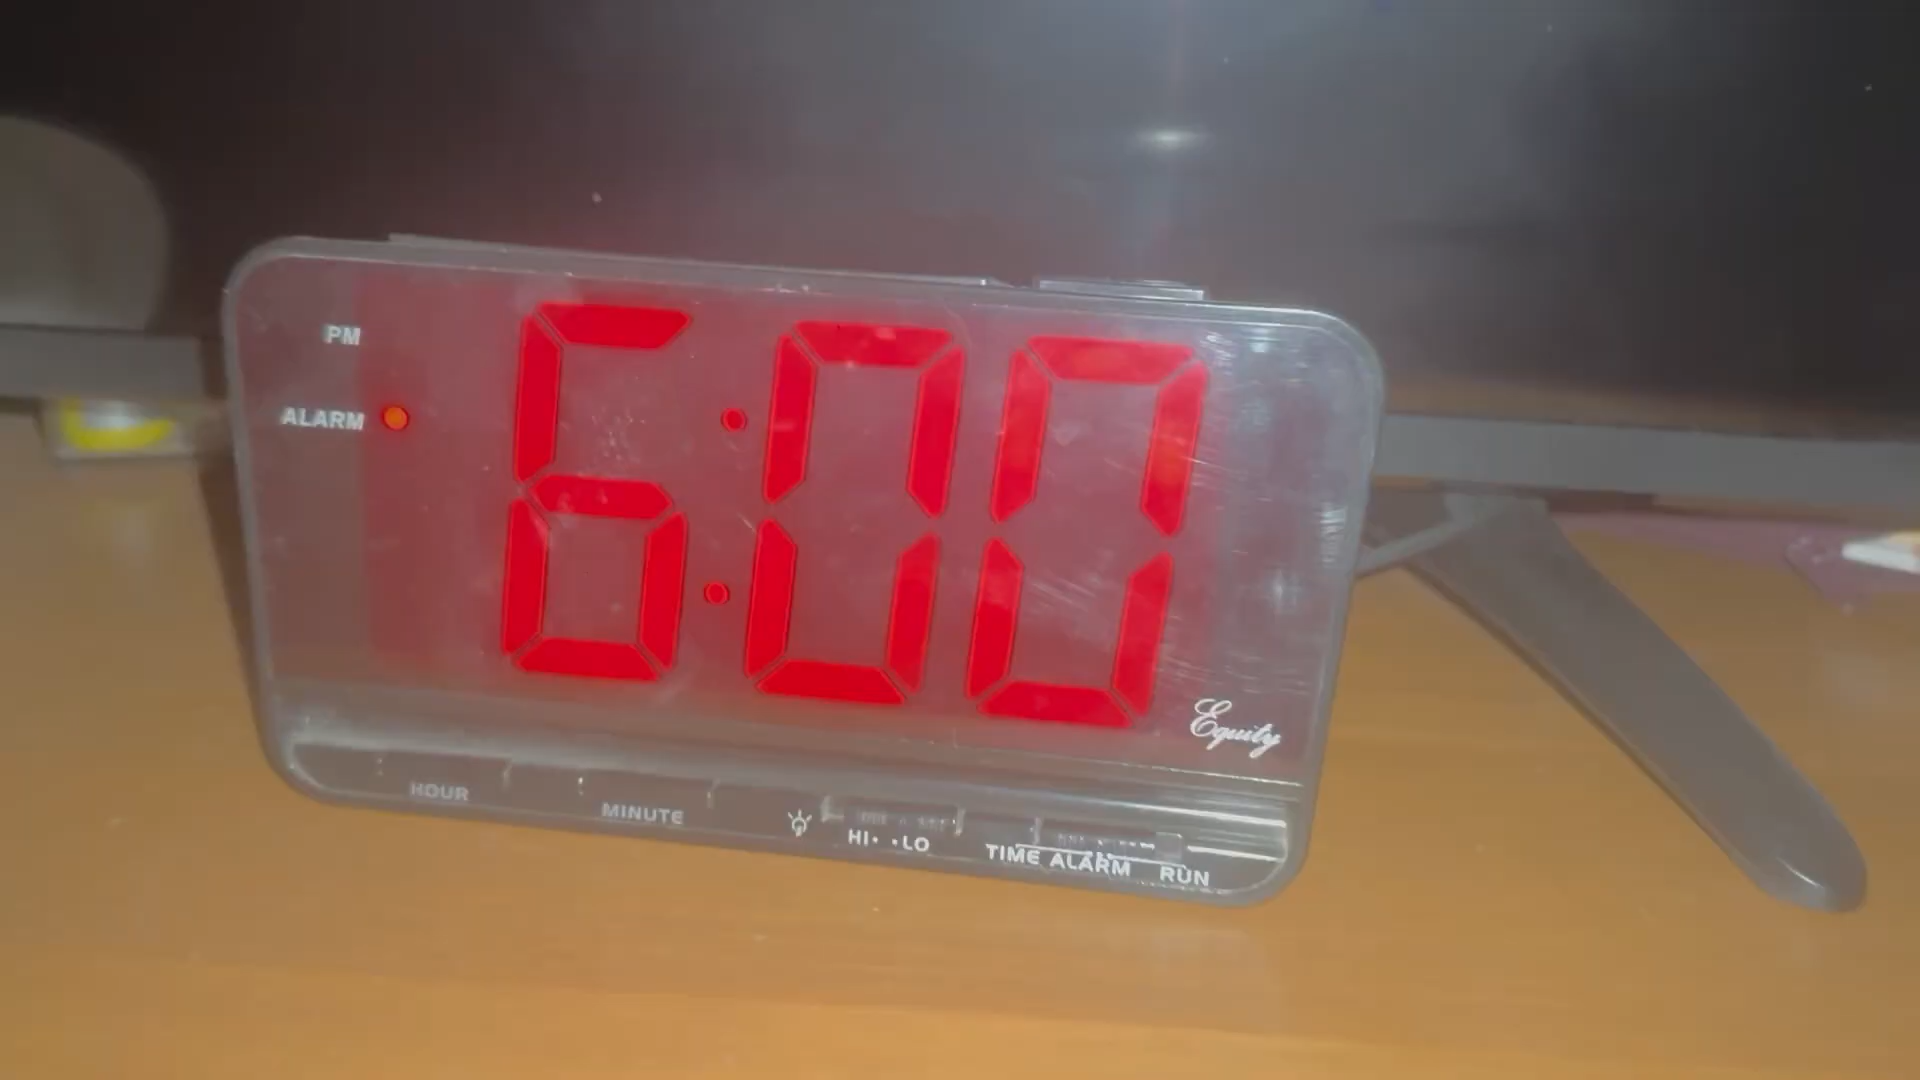 PM
ALARM
6:00
Equity
HOUR
MINUTE
HI· ·LO
TIME ALARM RUN